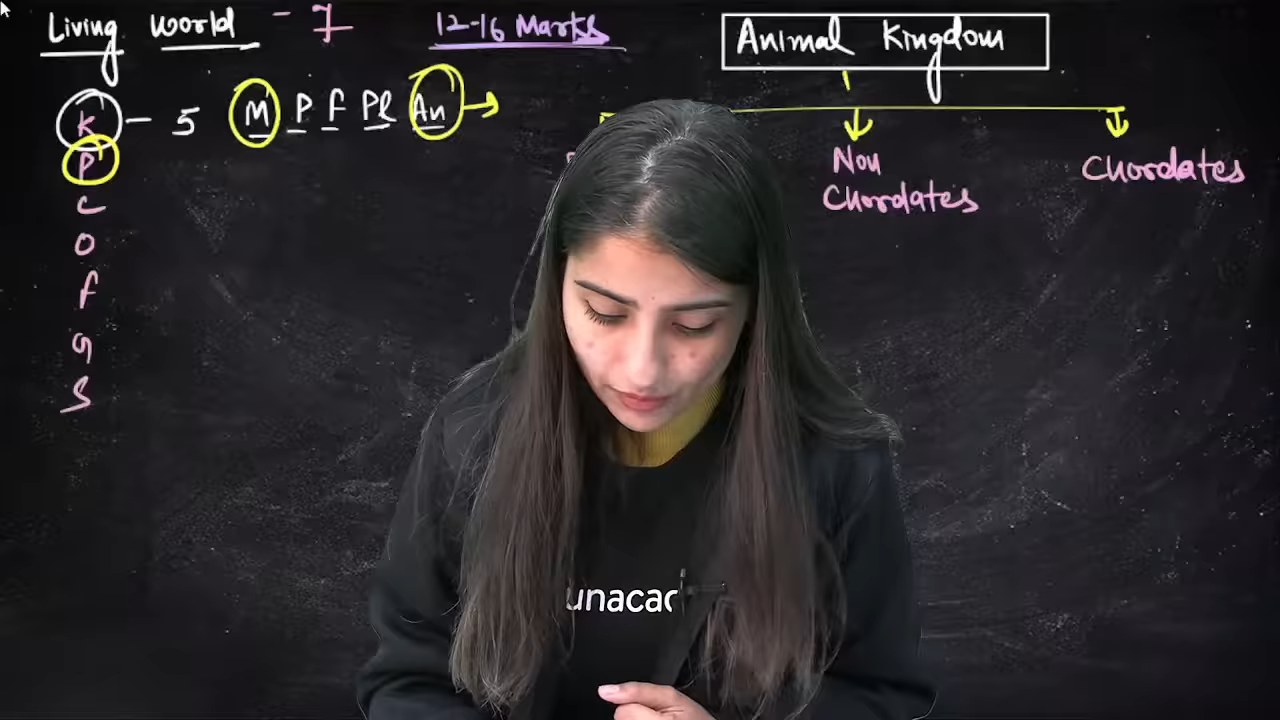 Living World - 7
12-16 Marks
Animal Kingdom
K - 5 M P F Pl An →
P
C
O
F
G
S
Non
Chordates
Chordates
unacad